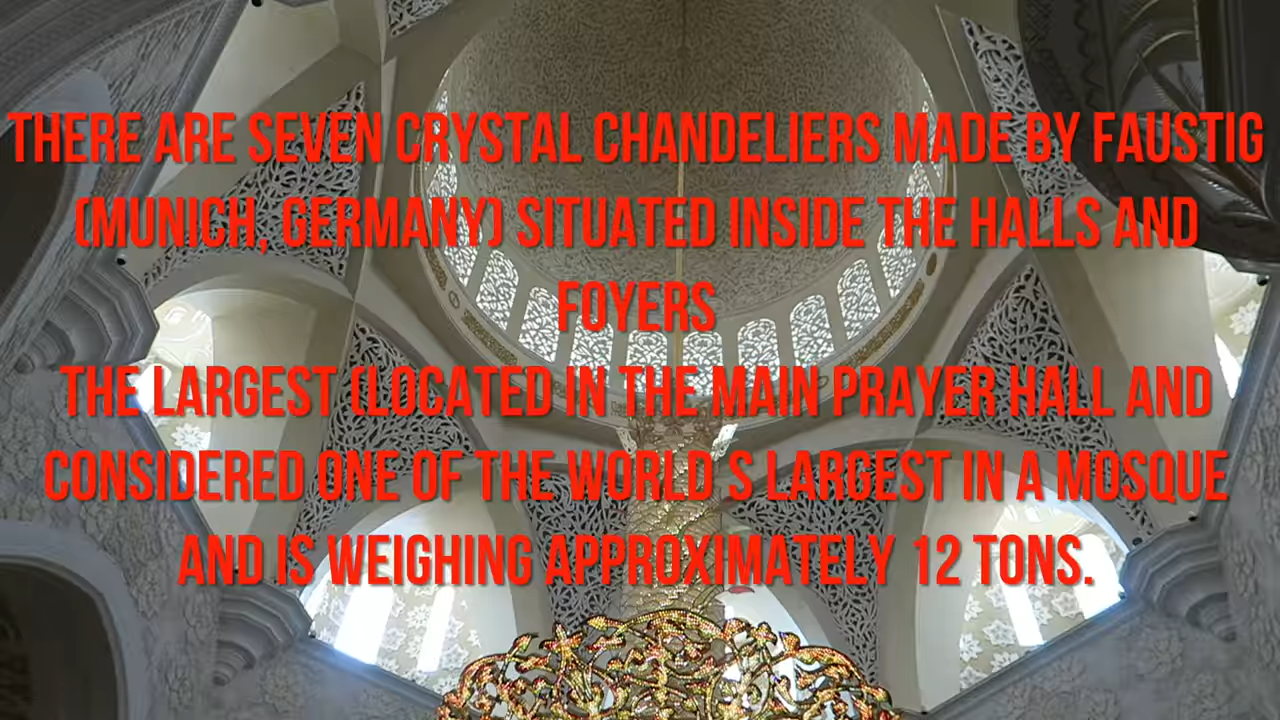 THERE ARE SEVEN CRYSTAL CHANDELIERS MADE BY FAUSTIG
(MUNICH, GERMANY) SITUATED INSIDE THE HALLS AND
FOYERS
THE LARGEST (LOCATED IN THE MAIN PRAYER HALL AND
CONSIDERED ONE OF THE WORLD S LARGEST IN A MOSQUE
AND IS WEIGHING APPROXIMATELY 12 TONS.